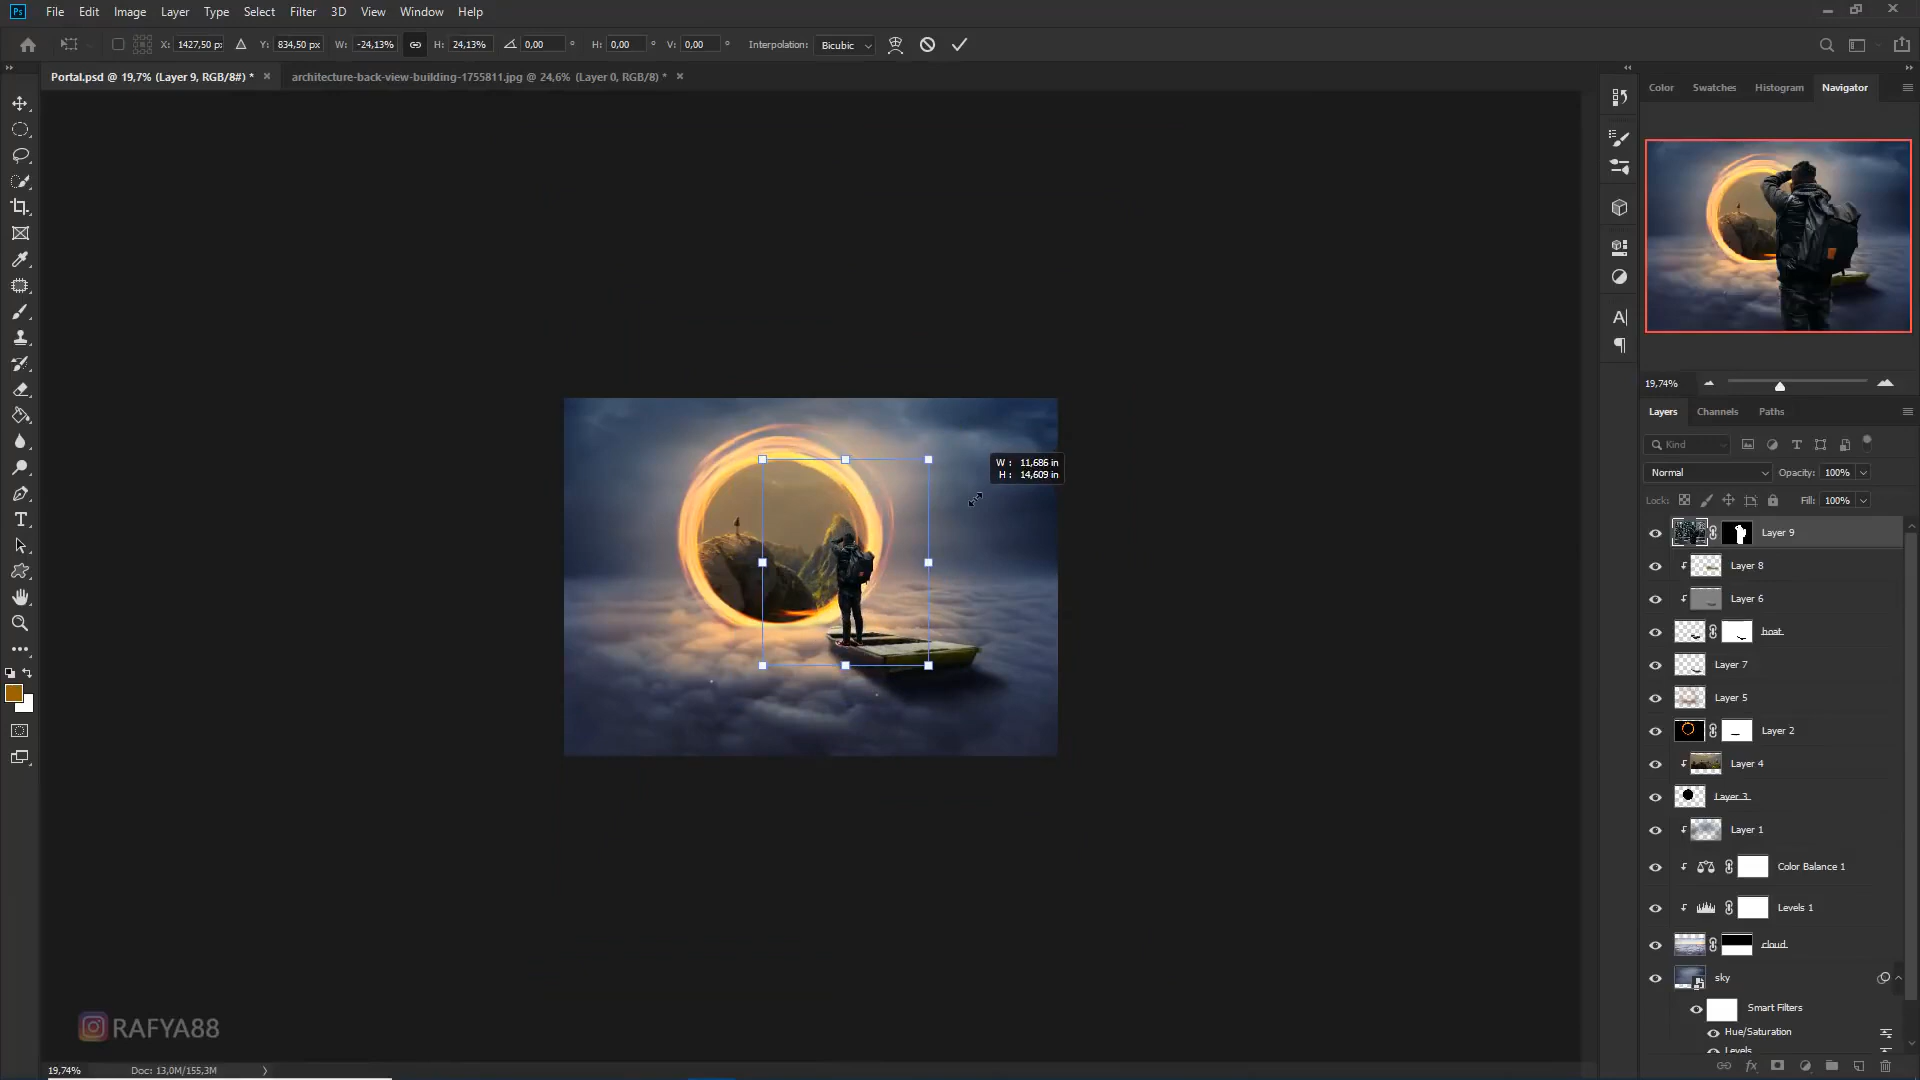 Ps File Edit Image Layer Type Select Filter 3D View Window Help
X: 1427,50 px Y: 834,50 px W: -24,13% H: 24,13% 0,00 ° H: 0,00 ° V: 0,00 ° Interpolation: Bicubic
Portal.psd @ 19,7% (Layer 9, RGB/8#) * × architecture-back-view-building-1755811.jpg @ 24,6% (Layer 0, RGB/8) * ×
Color Swatches Histogram Navigator
19,74%
Layers Channels Paths
Kind
Normal Opacity: 100%
Lock: Fill: 100%
W : 11,686 in
H : 14,609 in
Layer 9
Layer 8
Layer 6
boat
Layer 7
Layer 5
Layer 2
Layer 4
Layer 3
Layer 1
Color Balance 1
Levels 1
cloud
sky
Smart Filters
Hue/Saturation
Levels
RAFYA88
19,74% Doc: 13,0M/155,3M